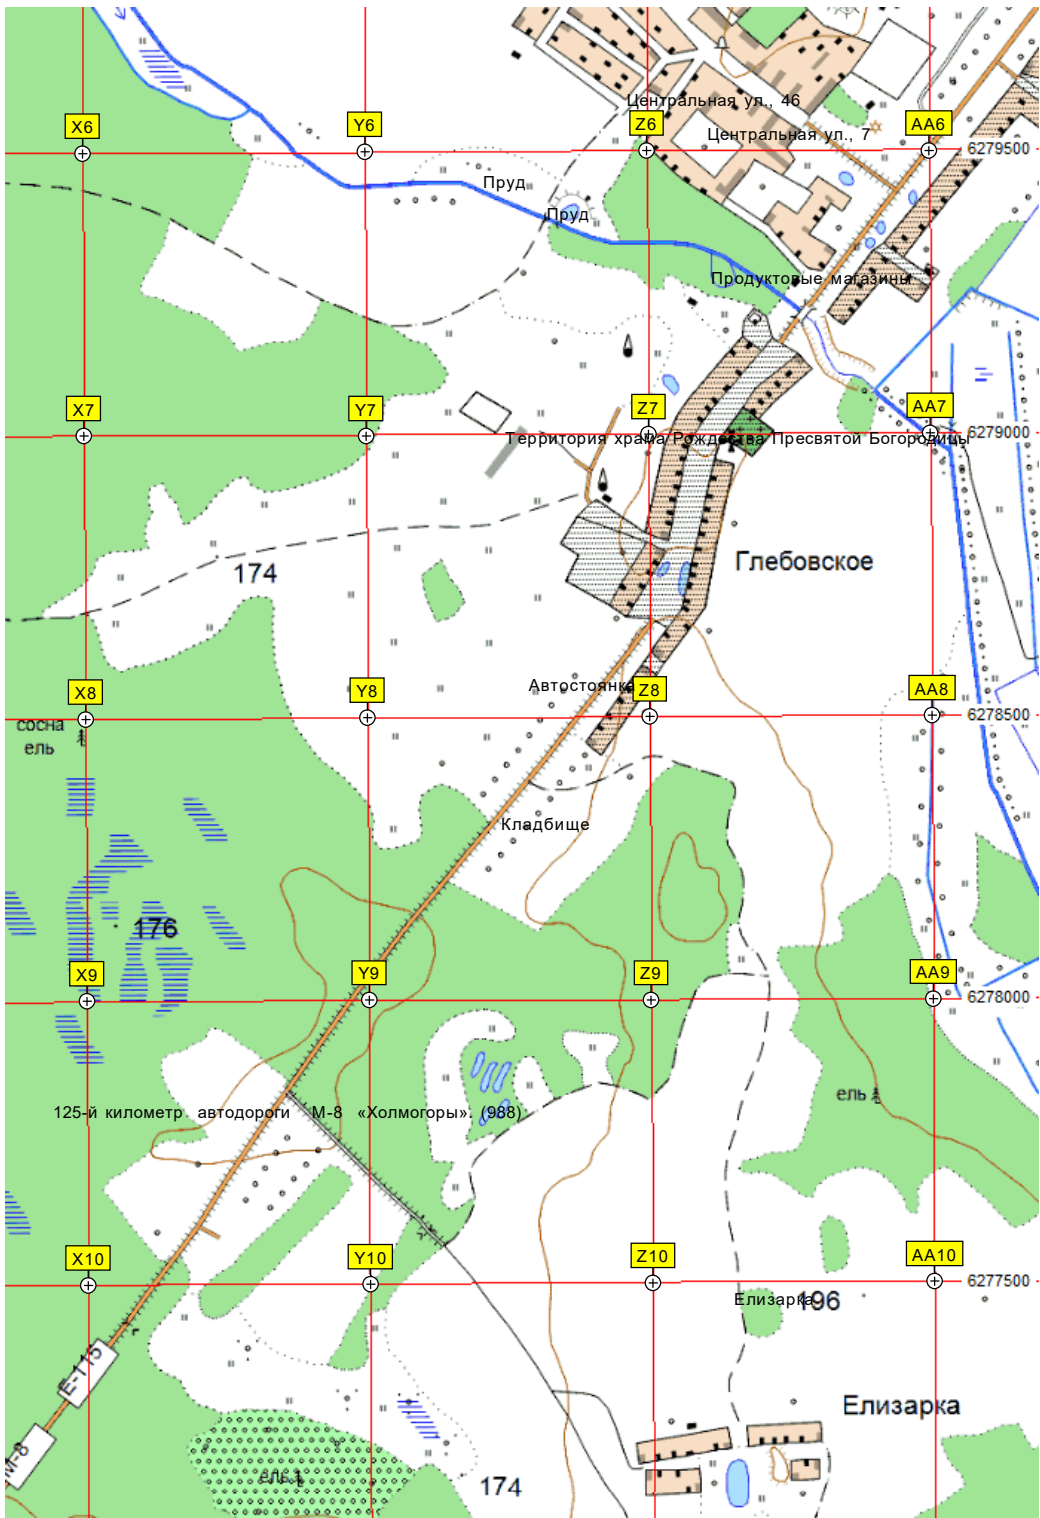 Центральная ул., 46
X6
Y6
Z6
Центральная ул., 7
AA6
6279500
Пруд
Пруд
Продуктовые магазины
X7
Y7
Z7
AA7
6279000
Территория храма Рождества Пресвятой Богородицы
174
Глебовское
Автостоянка
X8
Y8
Z8
AA8
6278500
сосна
ель
Кладбище
176
X9
Y9
Z9
AA9
6278000
ель
125-й километр автодороги М-8 «Холмогоры». (988)
X10
Y10
Z10
AA10
6277500
Елизарка
196
E-115
Елизарка
М-8
ель
174